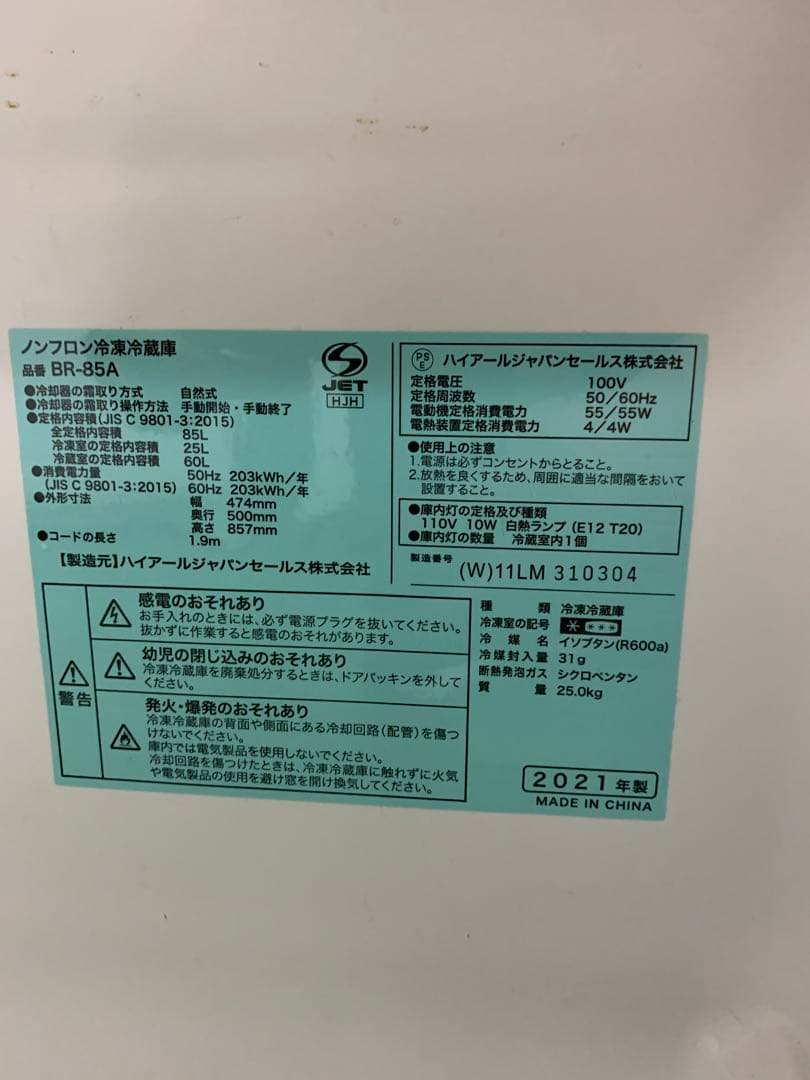 ノンフロン冷凍冷蔵庫
品番 BR-85A
JET
HJH
●冷却器の霜取り方式 自然式
●冷却器の霜取り操作方法 手動開始・手動終了
●定格内容積(JIS C 9801-3:2015)
全定格内容積 85L
冷凍室の定格内容積 25L
冷蔵室の定格内容積 60L
●消費電力量 50Hz 203kWh/年
(JIS C 9801-3:2015) 60Hz 203kWh/年
●外形寸法 幅 474mm
奥行 500mm
高さ 857mm
●コードの長さ 1.9m
【製造元】ハイアールジャパンセールス株式会社
PS
E
ハイアールジャパンセールス株式会社
定格電圧 100V
定格周波数 50/60Hz
電動機定格消費電力 55/55W
電熱装置定格消費電力 4/4W
●使用上の注意
1.電源は必ずコンセントからとること。
2.放熱を良くするため、周囲に適当な間隔をおいて
設置すること。
●庫内灯の定格及び種類
110V 10W 白熱ランプ(E12 T20)
●庫内灯の数量 冷蔵室内1個
製造番号 (W)11LM 310304
警告
感電のおそれあり
お手入れのときには、必ず電源プラグを抜いてください。
抜かずに作業すると感電のおそれがあります。
幼児の閉じ込みのおそれあり
冷凍冷蔵庫を廃棄処分するときは、ドアパッキンを外して
ください。
発火・爆発のおそれあり
冷凍冷蔵庫の背面や側面にある冷却回路(配管)を傷つ
けないでください。
庫内では電気製品を使用しないでください。
冷却回路を傷つけたときは、冷凍冷蔵庫に触れずに火気
や電気製品の使用を避け窓を開け換気してください。
種類 冷凍冷蔵庫
冷凍室の記号
冷媒名 イソブタン(R600a)
冷媒封入量 31g
断熱発泡ガス シクロペンタン
質量 25.0kg
2021年製
MADE IN CHINA